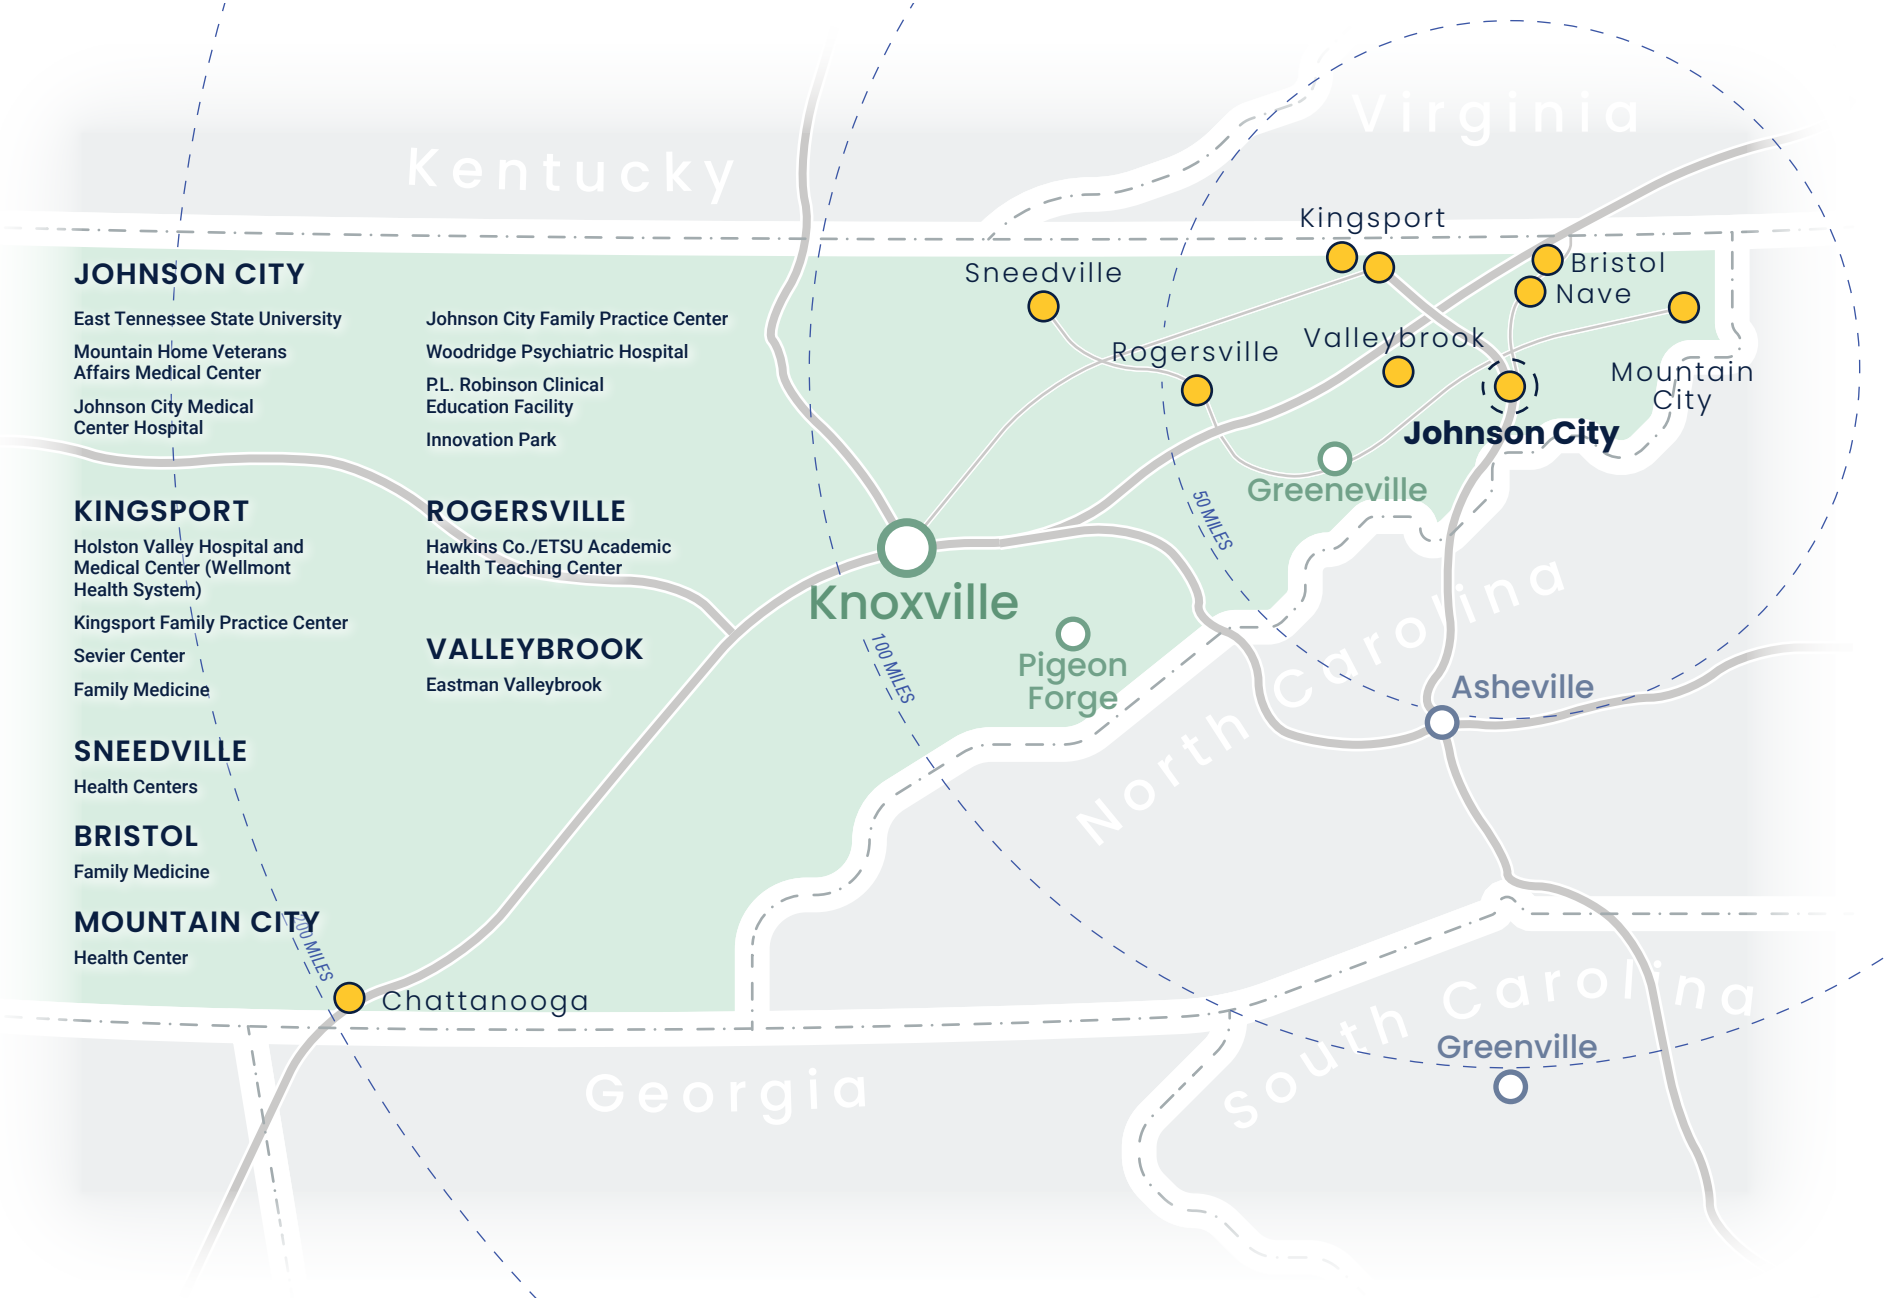 Virginia
Kentucky
Kingsport
Sneedville
Bristol
Nave
Valleybrook
Rogersville
Mountain
City
Johnson City
Greeneville
50 MILES
Knoxville
100 MILES
Pigeon
Forge
North Carolina
Asheville
South Carolina
Greenville
Georgia
Chattanooga
200 MILES
JOHNSON CITY
East Tennessee State University
Mountain Home Veterans
Affairs Medical Center
Johnson City Medical
Center Hospital
Johnson City Family Practice Center
Woodridge Psychiatric Hospital
P.L. Robinson Clinical
Education Facility
Innovation Park
KINGSPORT
Holston Valley Hospital and
Medical Center (Wellmont
Health System)
Kingsport Family Practice Center
Sevier Center
Family Medicine
ROGERSVILLE
Hawkins Co./ETSU Academic
Health Teaching Center
VALLEYBROOK
Eastman Valleybrook
SNEEDVILLE
Health Centers
BRISTOL
Family Medicine
MOUNTAIN CITY
Health Center